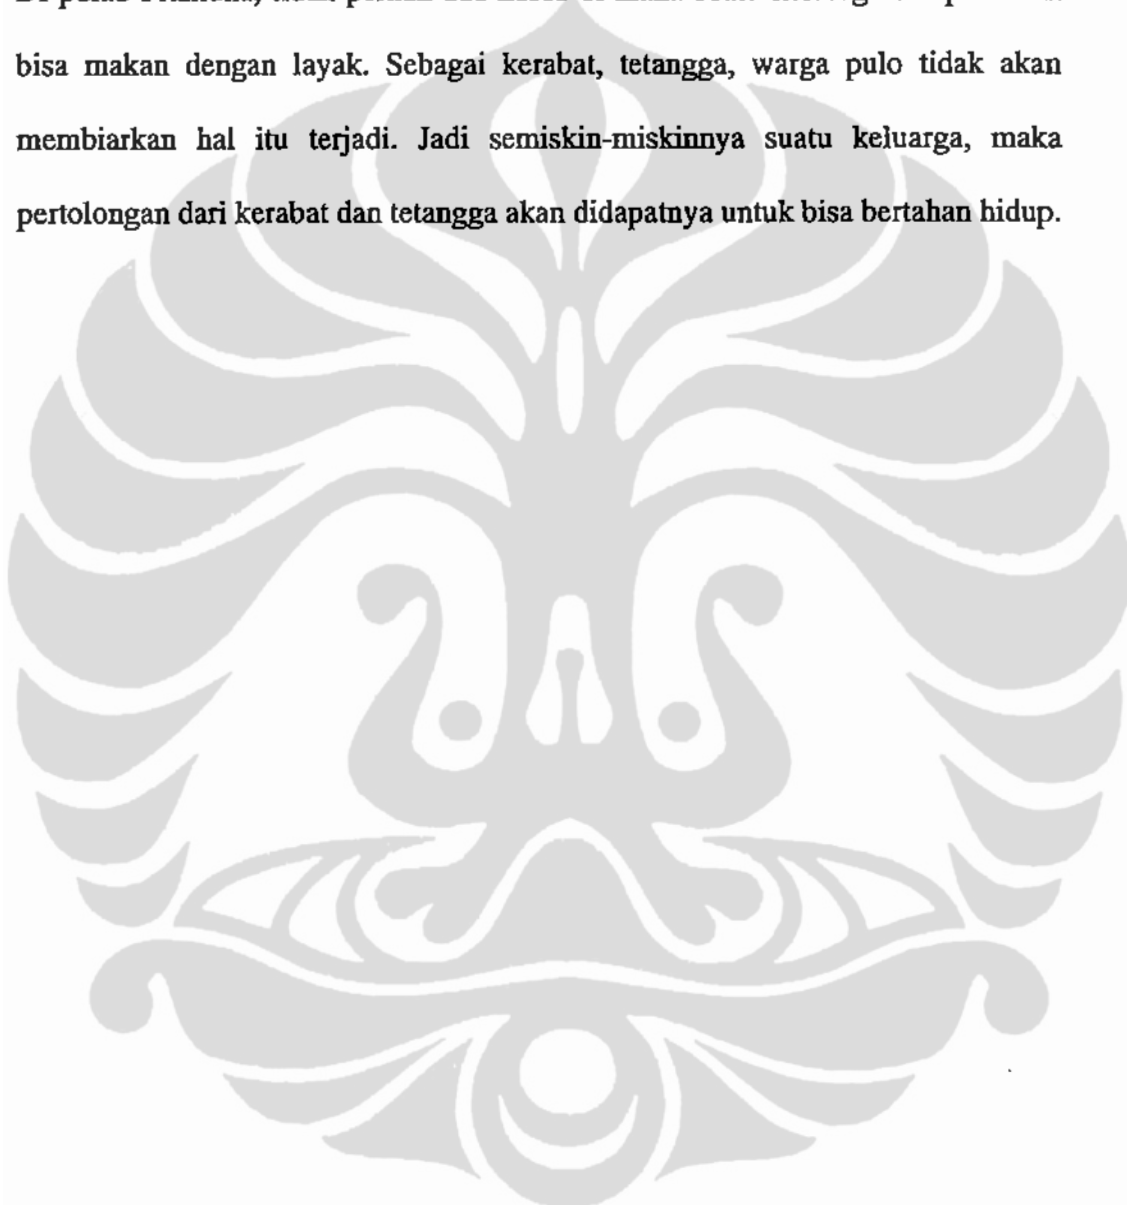 bisa makan dengan layak. Sebagai kerabat, tetangga, warga pulo tidak akan
membiarkan hal itu terjadi. Jadi semiskin-miskinnya suatu keluarga, maka
pertolongan dari kerabat dan tetangga akan didapatnya untuk bisa bertahan hidup.